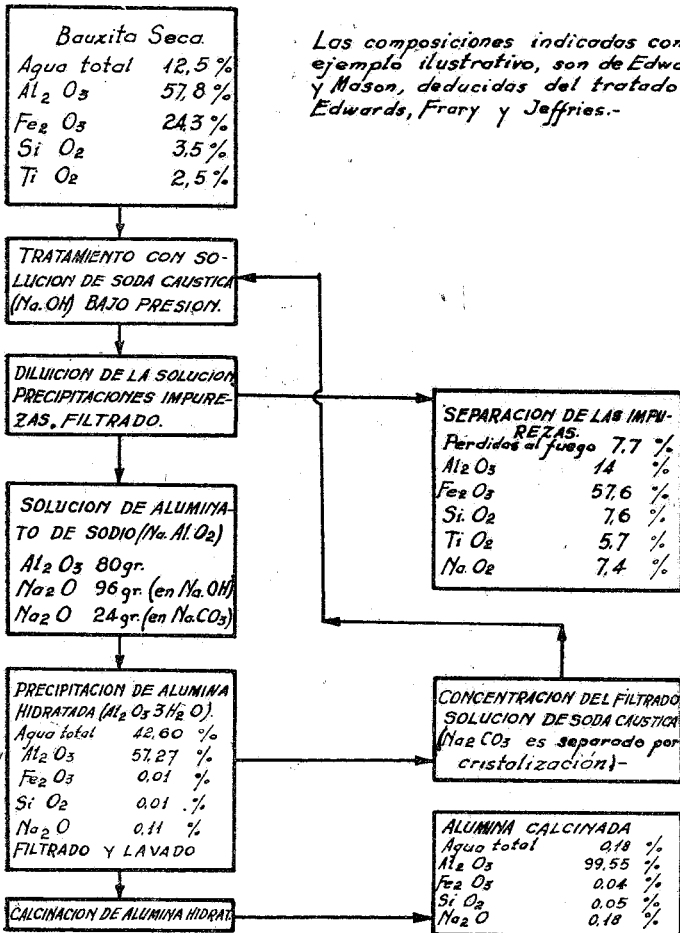 Bauxita Seca.
Agua total 12,5 %
Al2 O3 57,8 %
Fe2 O3 24,3 %
Si O2 3,5 %
Ti O2 2,5 %
Las composiciones indicadas com
ejemplo ilustrativo, son de Edwa
y Mason, deducidas del tratado
Edwards, Frary y Jeffries.-
TRATAMIENTO CON SO-
LUCION DE SODA CAUSTICA
(Na.OH) BAJO PRESION.
DILUICION DE LA SOLUCION
PRECIPITACIONES IMPURE-
ZAS. FILTRADO.
SEPARACION DE LAS IMPU-
REZAS.
Perdidas al fuego 7,7 %
Al2 O3 14 %
Fe2 O3 57,6 %
Si O2 7,6 %
Ti O2 5,7 %
Na O2 7,4 %
SOLUCION DE ALUMINA-
TO DE SODIO (Na.Al.O2)
Al2 O3 80 gr.
Na2 O 96 gr. (en Na.OH)
Na2 O 24 gr. (en Na.CO3)
PRECIPITACION DE ALUMINA
HIDRATADA (Al2 O3 3H2 O).
Agua total 42,60 %
Al2 O3 57,27 %
Fe2 O3 0,01 %
Si O2 0,01 %
Na2 O 0,11 %
FILTRADO Y LAVADO
CONCENTRACION DEL FILTRADO
SOLUCION DE SODA CAUSTICA
(Na2 CO3 es separado por
cristalización)-
CALCINACION DE ALUMINA HIDRAT.
ALUMINA CALCINADA
Agua total 0,18 %
Al2 O3 99,55 %
Fe2 O3 0.04 %
Si O2 0.05 %
Na2 O 0,18 %